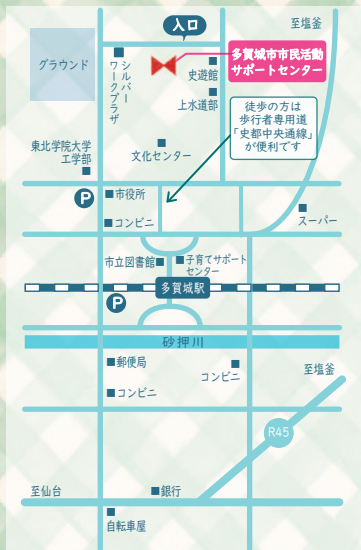 入口
至塩釜
多賀城市市民活動
サポートセンター
グラウンド
シルバー
ワークプラザ
史遊館
上水道部
徒歩の方は
歩行者専用道
「史都中央通線」
が便利です
東北学院大学
工学部
文化センター
P
市役所
コンビニ
スーパー
市立図書館
子育てサポート
センター
多賀城駅
P
砂押川
郵便局
コンビニ
至塩釜
コンビニ
R45
至仙台
銀行
自転車屋